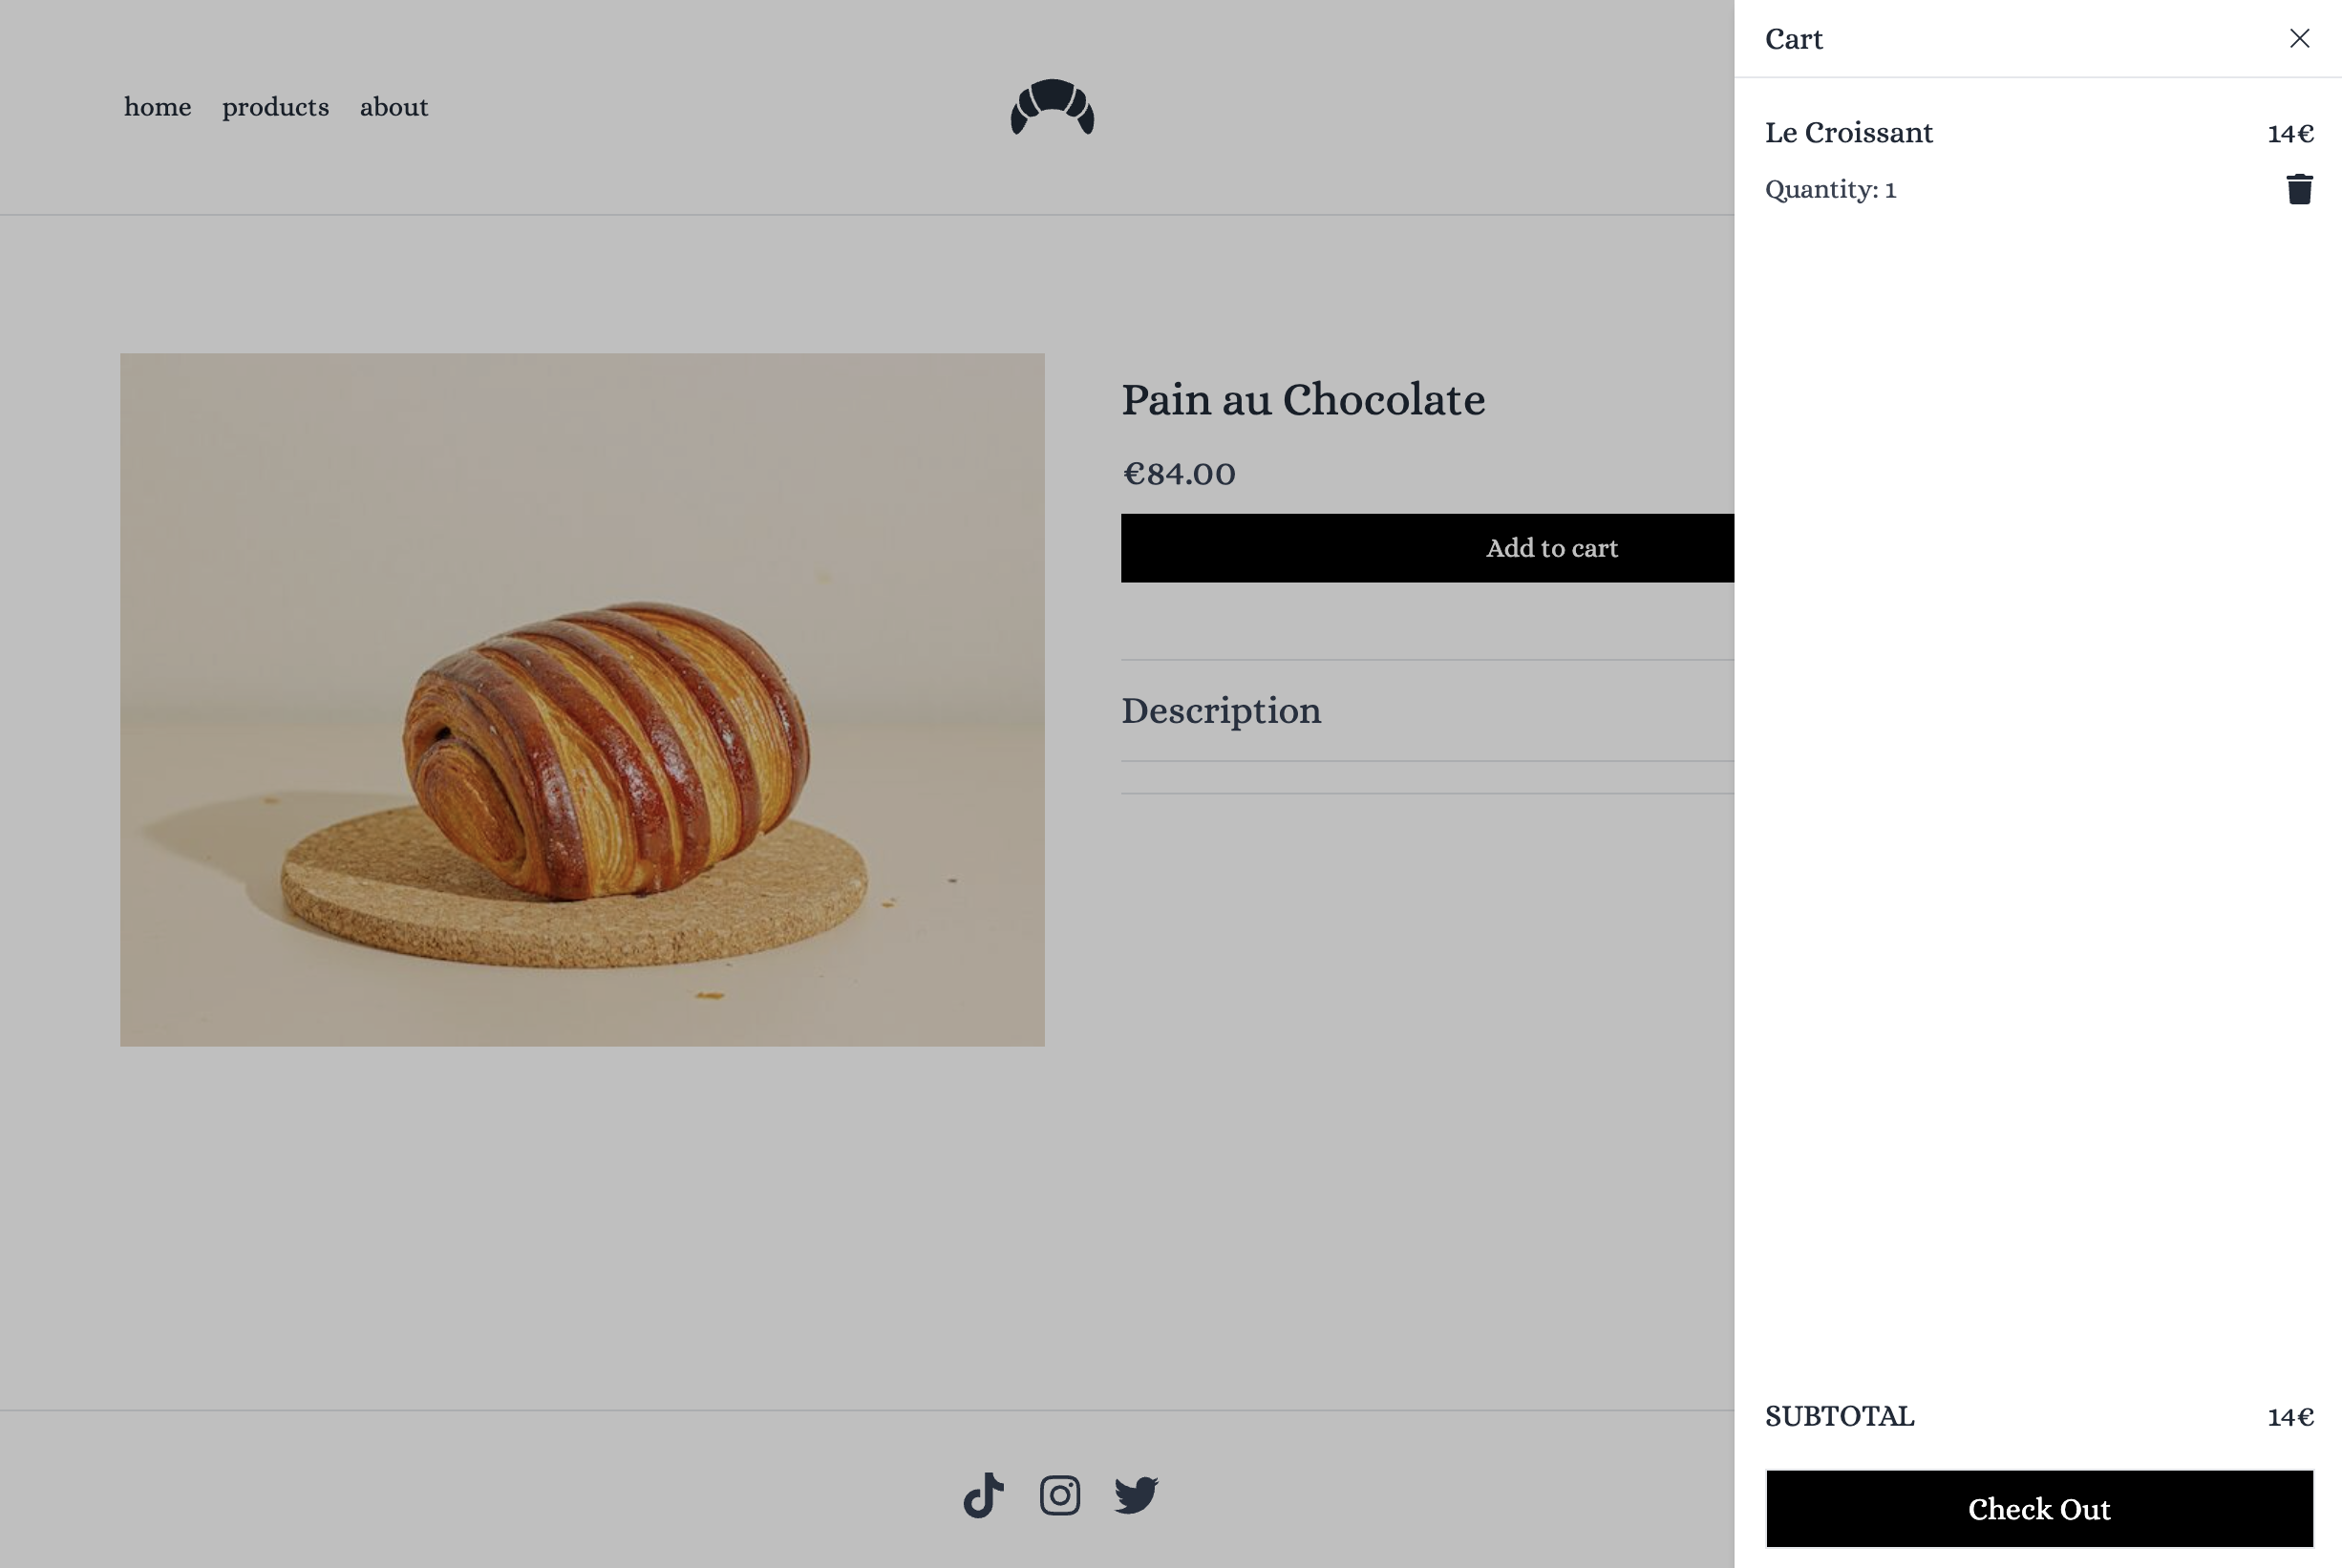 home products about
Pain au Chocolate
€84.00
Add to cart
Description
Cart
Le Croissant 14€
Quantity: 1
SUBTOTAL 14€
Check Out